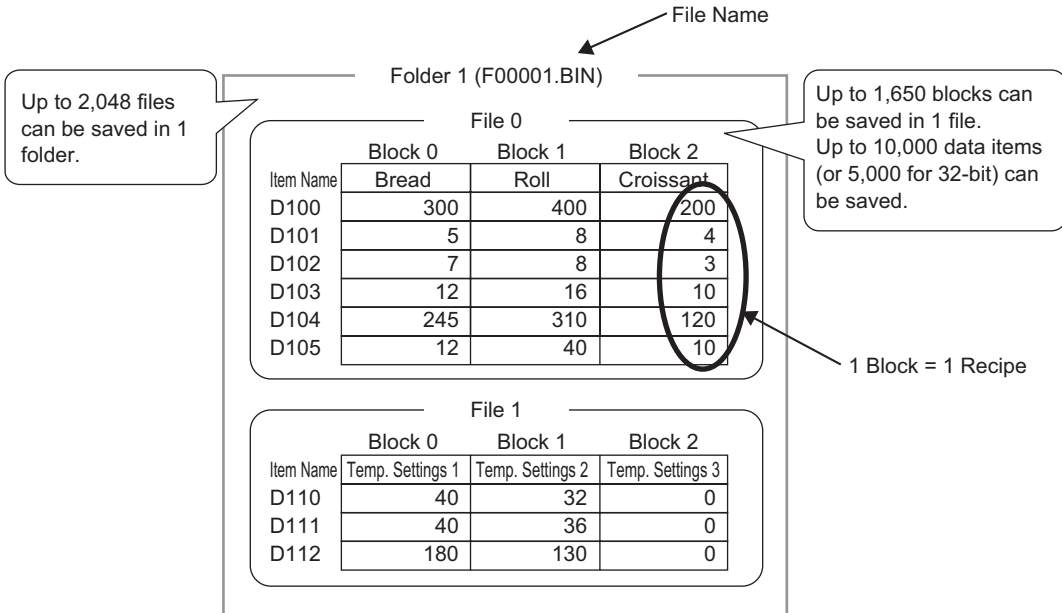 File Name
Folder 1 (F00001.BIN)
Up to 2,048 files
can be saved in 1
folder.
Up to 1,650 blocks can
be saved in 1 file.
Up to 10,000 data items
(or 5,000 for 32-bit) can
be saved.
File 0
Block 0 Block 1 Block 2
Item Name Bread Roll Croissant
D100 300 400 200
D101 5 8 4
D102 7 8 3
D103 12 16 10
D104 245 310 120
D105 12 40 10
1 Block = 1 Recipe
File 1
Block 0 Block 1 Block 2
Item Name Temp. Settings 1 Temp. Settings 2 Temp. Settings 3
D110 40 32 0
D111 40 36 0
D112 180 130 0